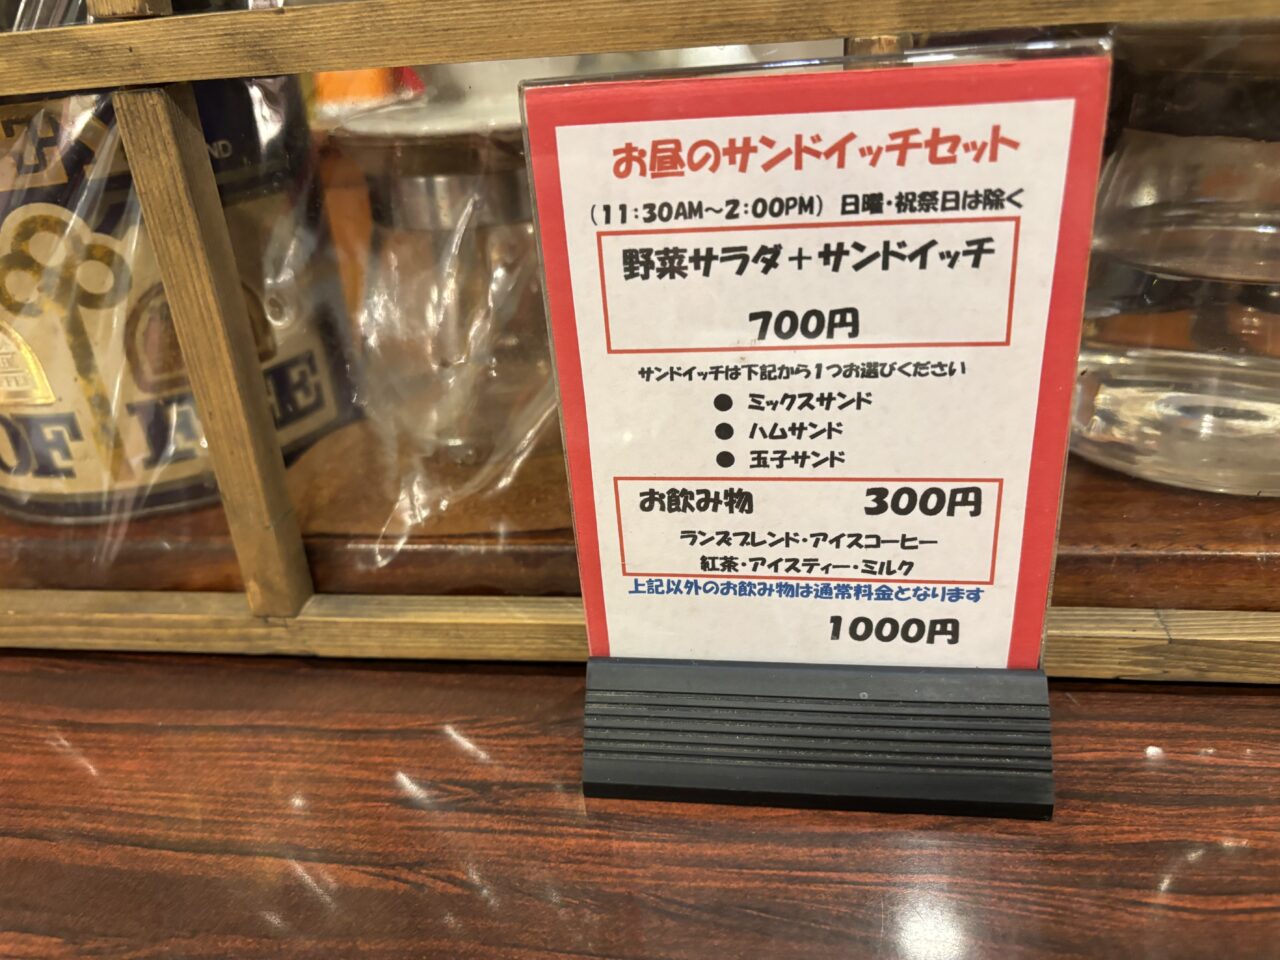 お昼のサンドイッチセット
(11:30AM～2:00PM) 日曜・祝祭日は除く
野菜サラダ＋サンドイッチ
700円
サンドイッチは下記から1つお選びください
● ミックスサンド
● ハムサンド
● 玉子サンド
お飲み物 300円
ランズブレンド・アイスコーヒー
紅茶・アイスティー・ミルク
上記以外のお飲み物は通常料金となります
1000円
OF